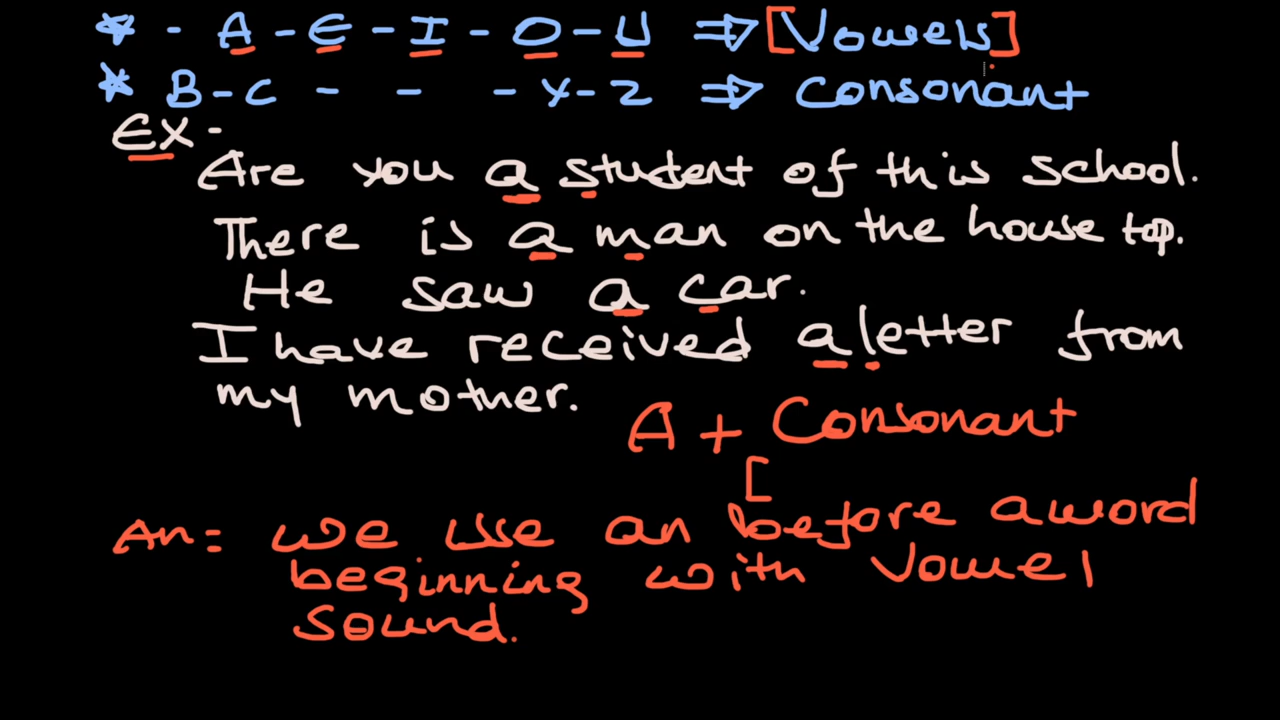 * - A - E - I - O - U ⇒ [Vowels]
* B - C - - - Y - Z ⇒ Consonant
EX -
Are you a student of this school.
There is a man on the house top.
He saw a car.
I have received a letter from
my mother.
A + Consonant
[
An = we use an before a word
beginning with vowel
sound.